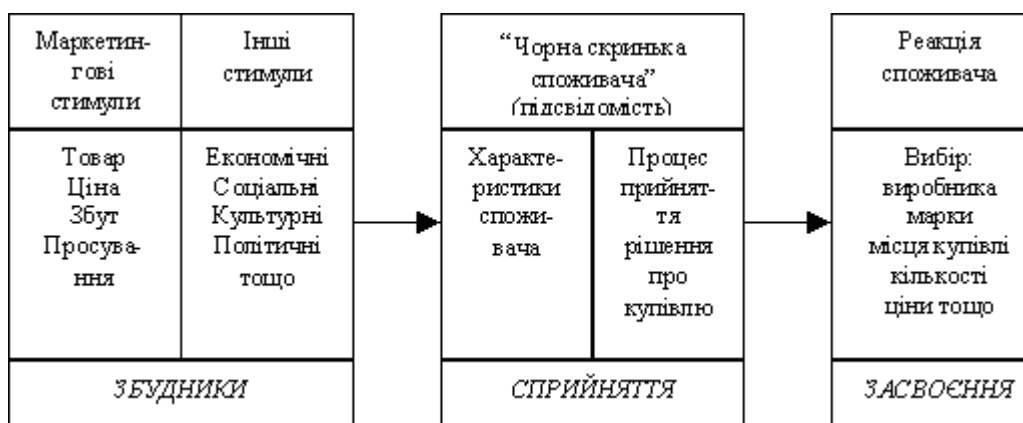 Маркетин-
гові
стимули
Інші
стимули
Товар
Ціна
Збут
Просува-
ння
Економічні
Соціальні
Культурні
Політичні
тощо
ЗБУДНИКИ
“Чорна скринька
споживача”
(підсвідомість)
Характе-
ристики
спожи-
вача
Процес
прийнят-
тя
рішення
про
купівлю
СПРИЙНЯТТЯ
Реакція
споживача
Вибір:
виробника
марки
місця купівлі
кількості
ціни тощо
ЗАСВОЄННЯ